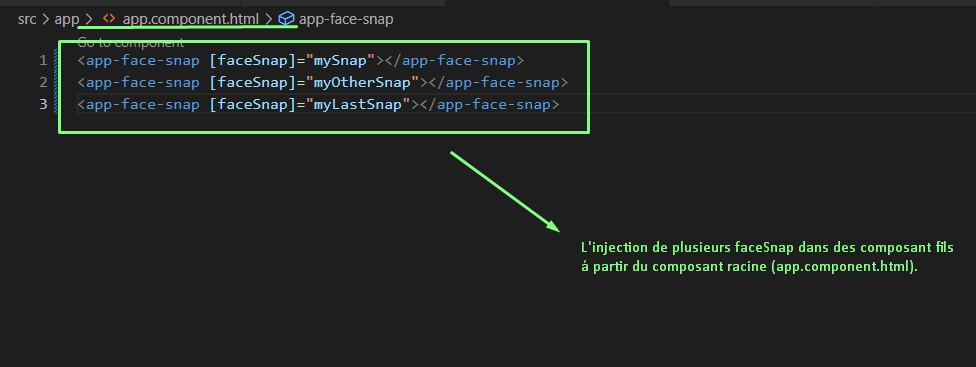 src > app > <> app.component.html > app-face-snap
Go to component
1 <app-face-snap [faceSnap]="mySnap"></app-face-snap>
2 <app-face-snap [faceSnap]="myOtherSnap"></app-face-snap>
3 <app-face-snap [faceSnap]="myLastSnap"></app-face-snap>
L'injection de plusieurs faceSnap dans des composant fils
á partir du composant racine (app.component.html).